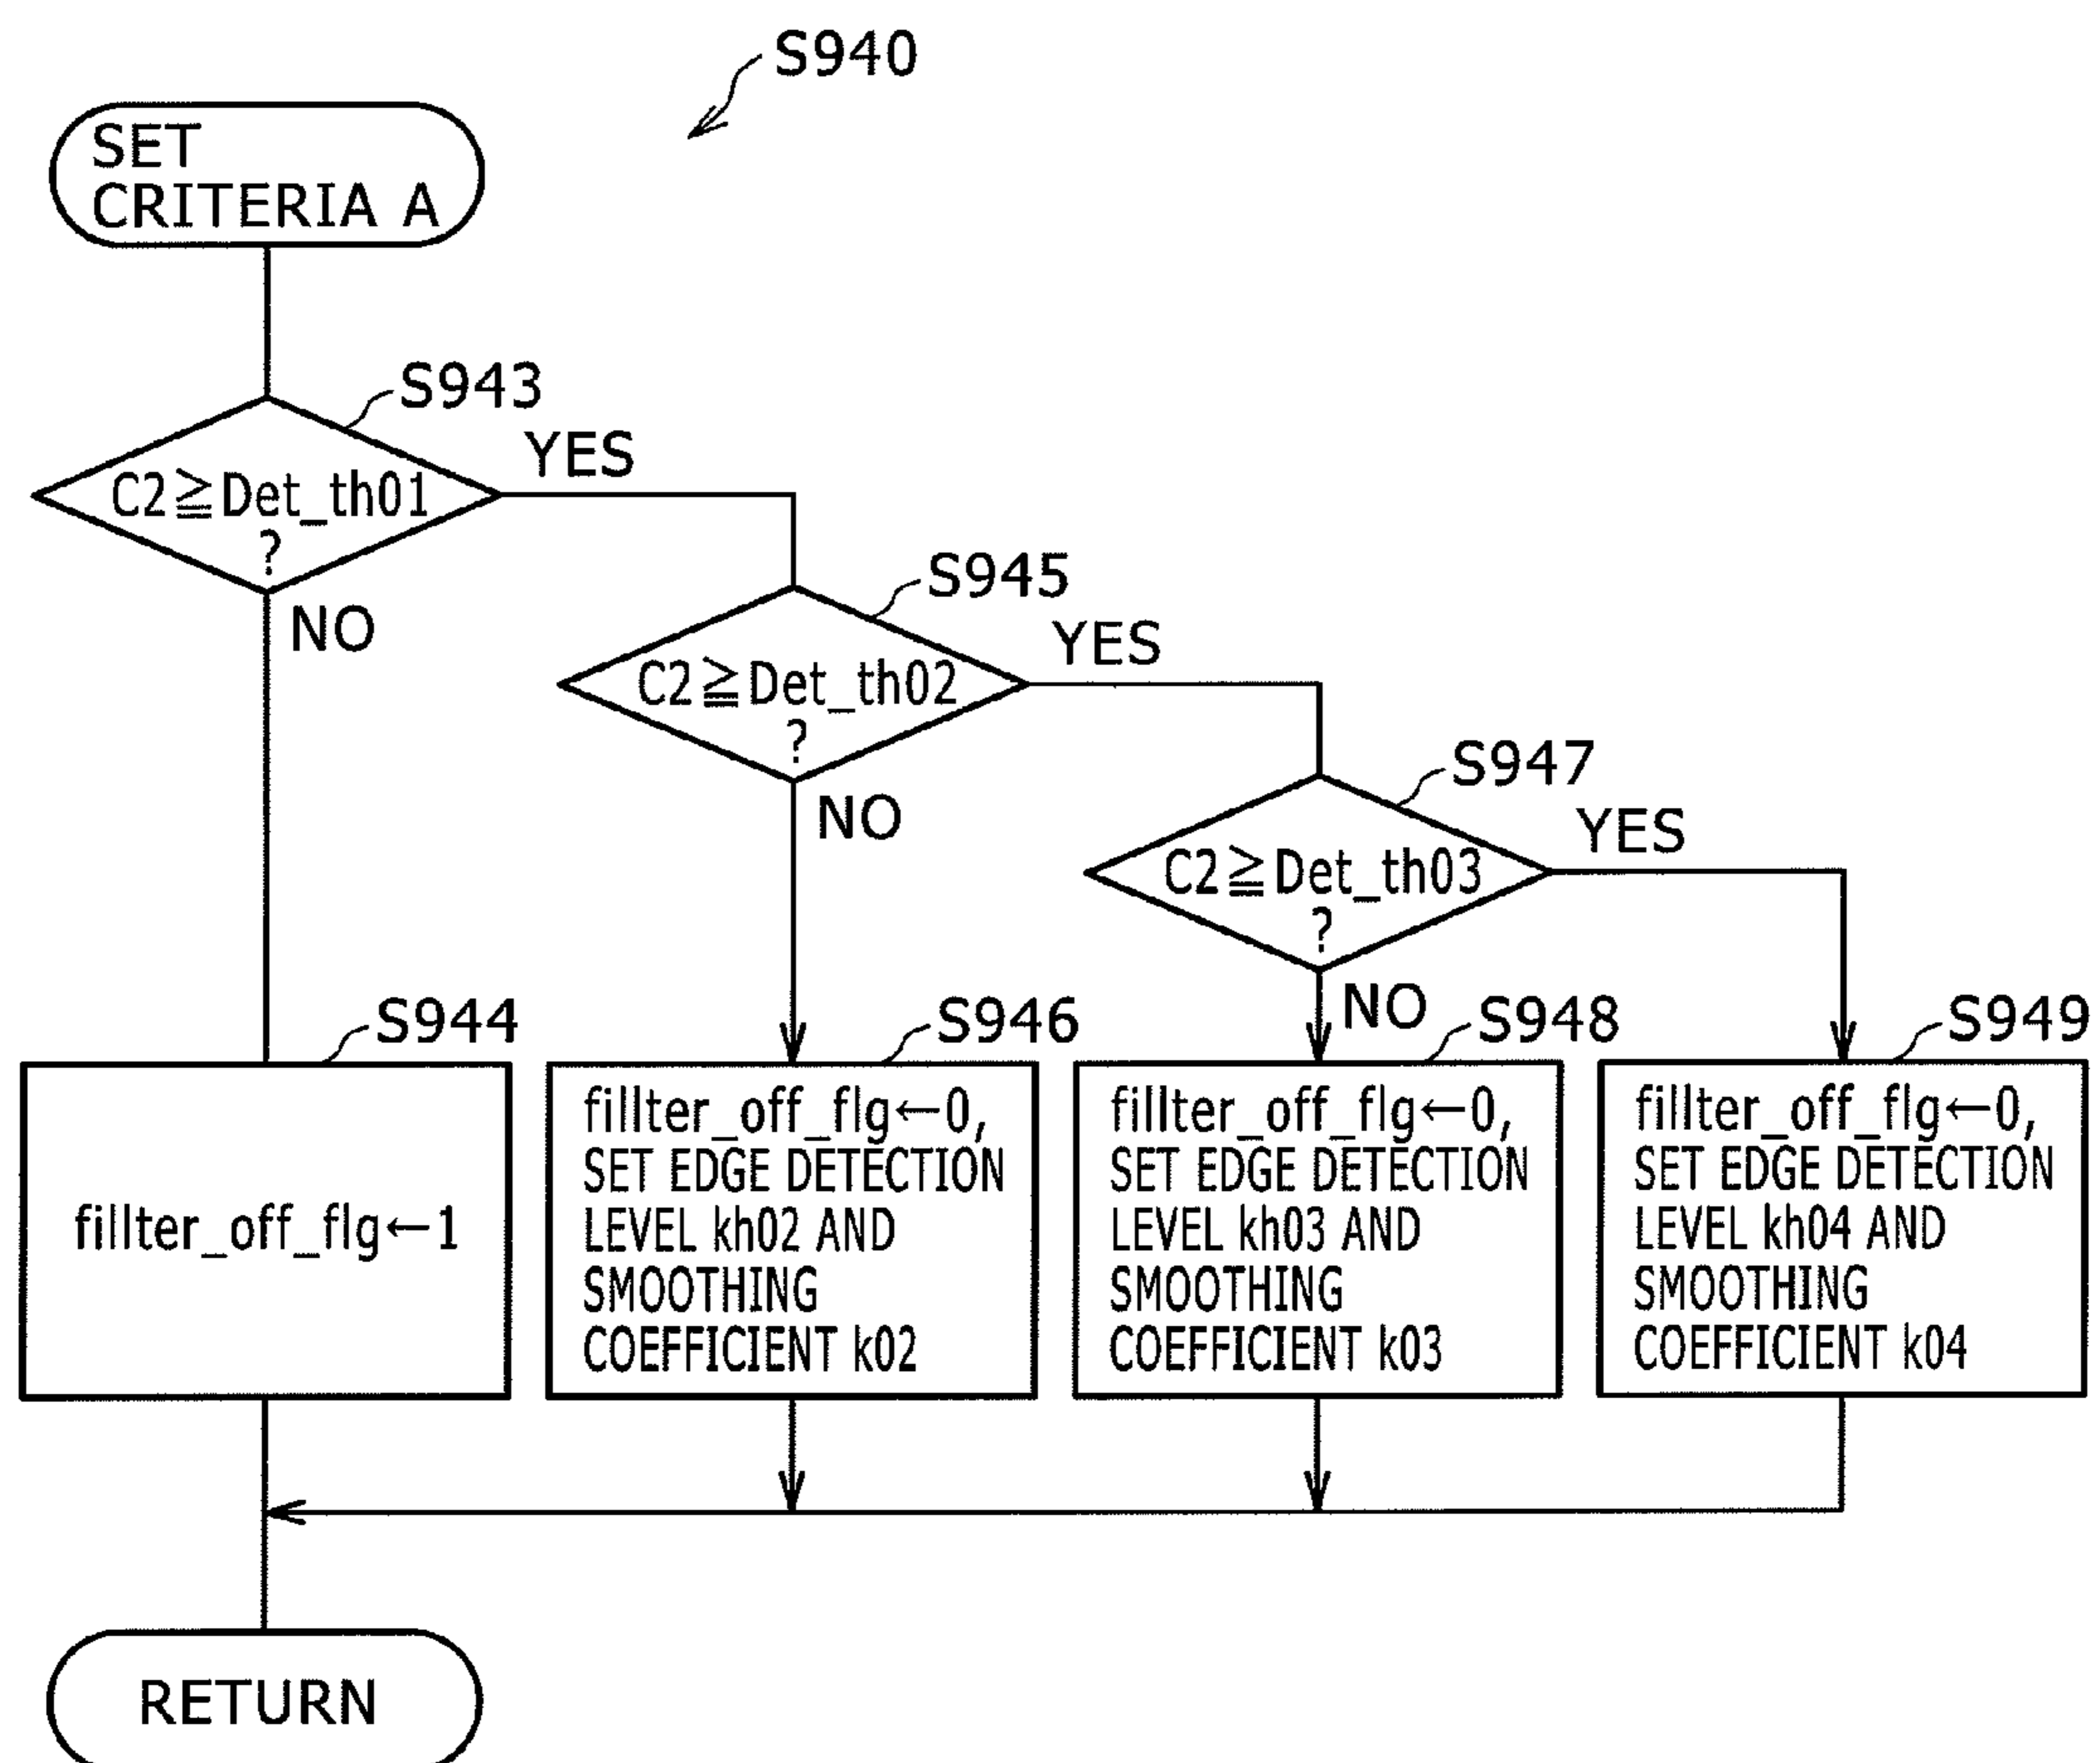 S940
SET
CRITERIA A
S943
C2≧Det_th01
?
YES
NO
S945
C2≧Det_th02
?
YES
NO
S947
C2≧Det_th03
?
YES
NO
S944
fillter_off_flg←1
S946
fillter_off_flg←0,
SET EDGE DETECTION
LEVEL kh02 AND
SMOOTHING
COEFFICIENT k02
S948
fillter_off_flg←0,
SET EDGE DETECTION
LEVEL kh03 AND
SMOOTHING
COEFFICIENT k03
S949
fillter_off_flg←0,
SET EDGE DETECTION
LEVEL kh04 AND
SMOOTHING
COEFFICIENT k04
RETURN